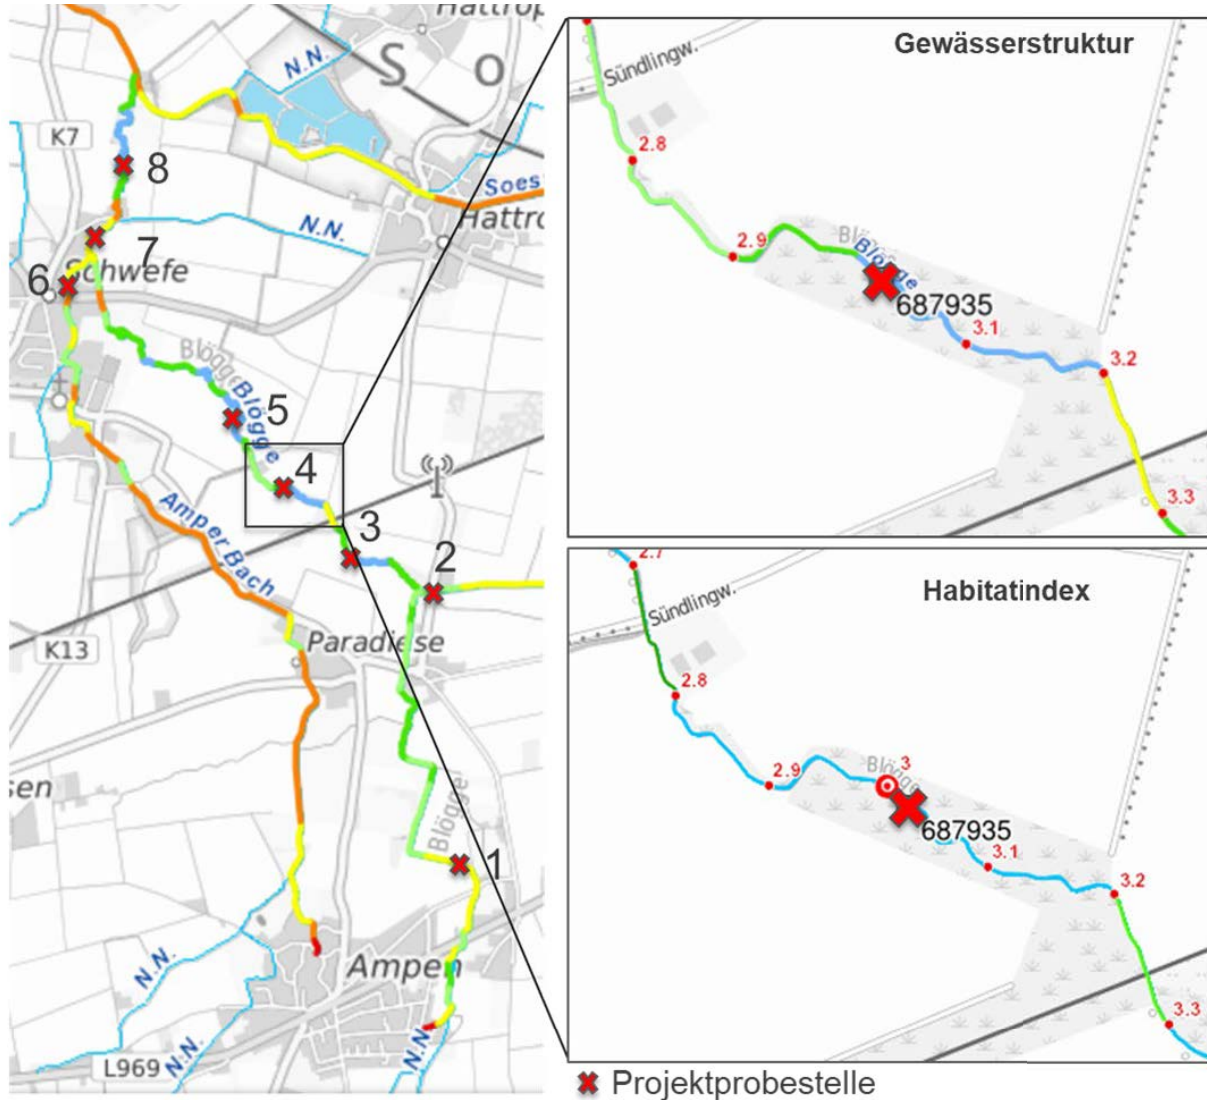 Hattrop
S o
N.N.
K7
8
Soes
Hattro
N.N.
7
Schwefe
6
Blögge
Blögge
5
4
3
2
Amper Bach
Paradiese
K13
sen
Blögge
1
N.N.
Ampen
N.N.
L969
N.N
Gewässerstruktur
Sündlingw.
2.8
2.9
Blögge
687935
3.1
3.2
3.3
2.7
Habitatindex
Sündlingw.
2.8
2.9
Blögge
3
687935
3.1
3.2
3.3
Projektprobestelle